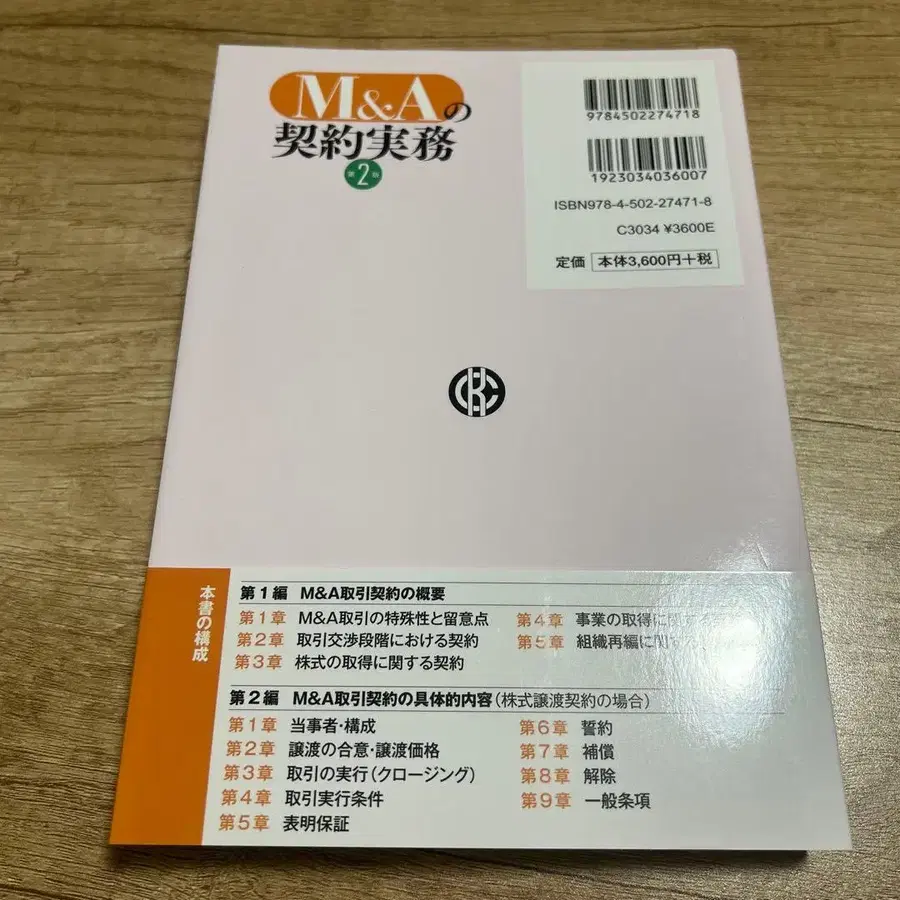 M&Aの
契約実務
第2版
9784502274718
1923034036007
ISBN978-4-502-27471-8
C3034 ¥3600E
定価 本体3,600円+税
本書の構成
第1編 M&A取引契約の概要
第1章 M&A取引の特殊性と留意点
第2章 取引交渉段階における契約
第3章 株式の取得に関する契約
第4章 事業の取得に関す
第5章 組織再編に関す
第2編 M&A取引契約の具体的内容(株式譲渡契約の場合)
第1章 当事者・構成
第2章 譲渡の合意・譲渡価格
第3章 取引の実行(クロージング)
第4章 取引実行条件
第5章 表明保証
第6章 誓約
第7章 補償
第8章 解除
第9章 一般条項